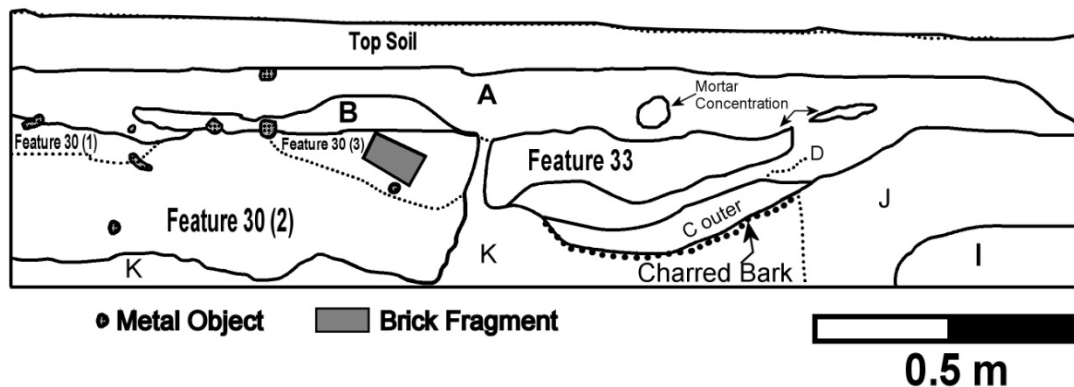 Top Soil
A
Mortar
Concentration
B
Feature 30 (1)
Feature 30 (3)
Feature 33
D
Feature 30 (2)
C outer
J
K
K
I
Charred Bark
Metal Object
Brick Fragment
0.5 m